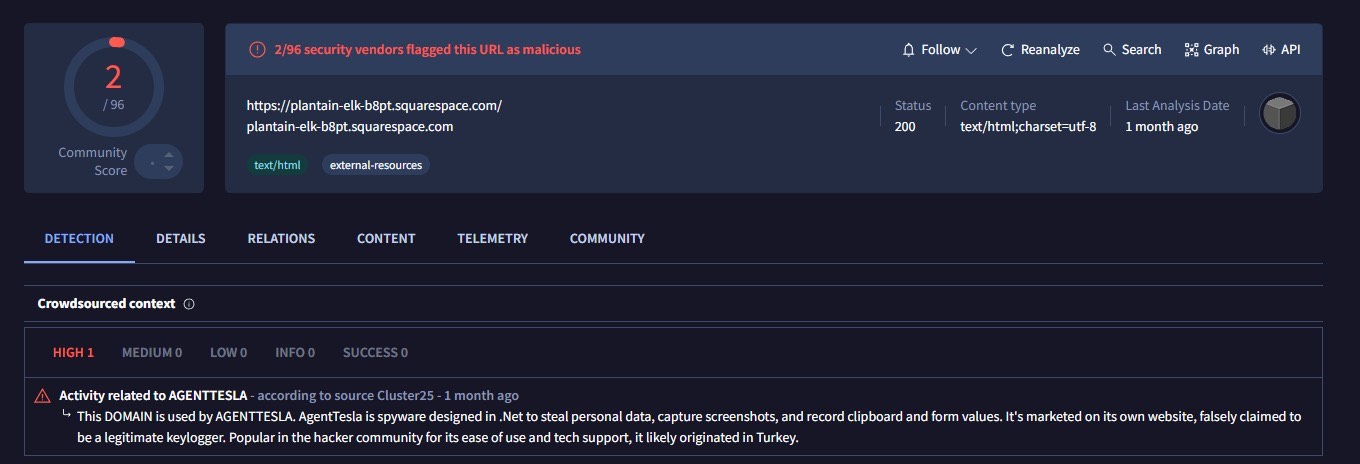 2
/ 96
Community
Score
2/96 security vendors flagged this URL as malicious
Follow
Reanalyze
Search
Graph
API
https://plantain-elk-b8pt.squarespace.com/
plantain-elk-b8pt.squarespace.com
text/html
external-resources
Status
200
Content type
text/html;charset=utf-8
Last Analysis Date
1 month ago
DETECTION
DETAILS
RELATIONS
CONTENT
TELEMETRY
COMMUNITY
Crowdsourced context
HIGH 1
MEDIUM 0
LOW 0
INFO 0
SUCCESS 0
Activity related to AGENTTESLA - according to source Cluster25 - 1 month ago
This DOMAIN is used by AGENTTESLA. AgentTesla is spyware designed in .Net to steal personal data, capture screenshots, and record clipboard and form values. It's marketed on its own website, falsely claimed to
be a legitimate keylogger. Popular in the hacker community for its ease of use and tech support, it likely originated in Turkey.